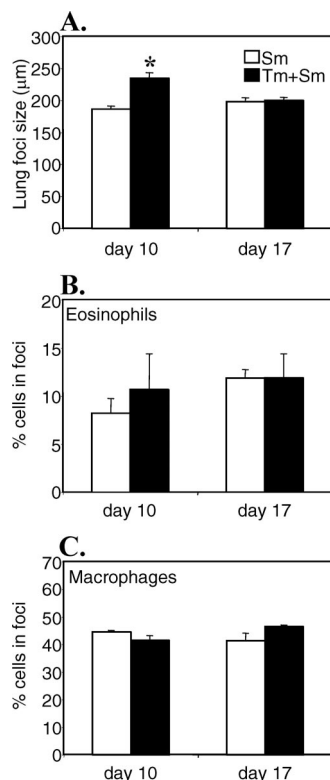 A.
Lung foci size (μm)
300
250
200
150
100
50
0
*
Sm
Tm+Sm
day 10
day 17
B.
% cells in foci
20
15
10
5
0
Eosinophils
day 10
day 17
C.
% cells in foci
70
60
50
40
30
20
10
0
Macrophages
day 10
day 17